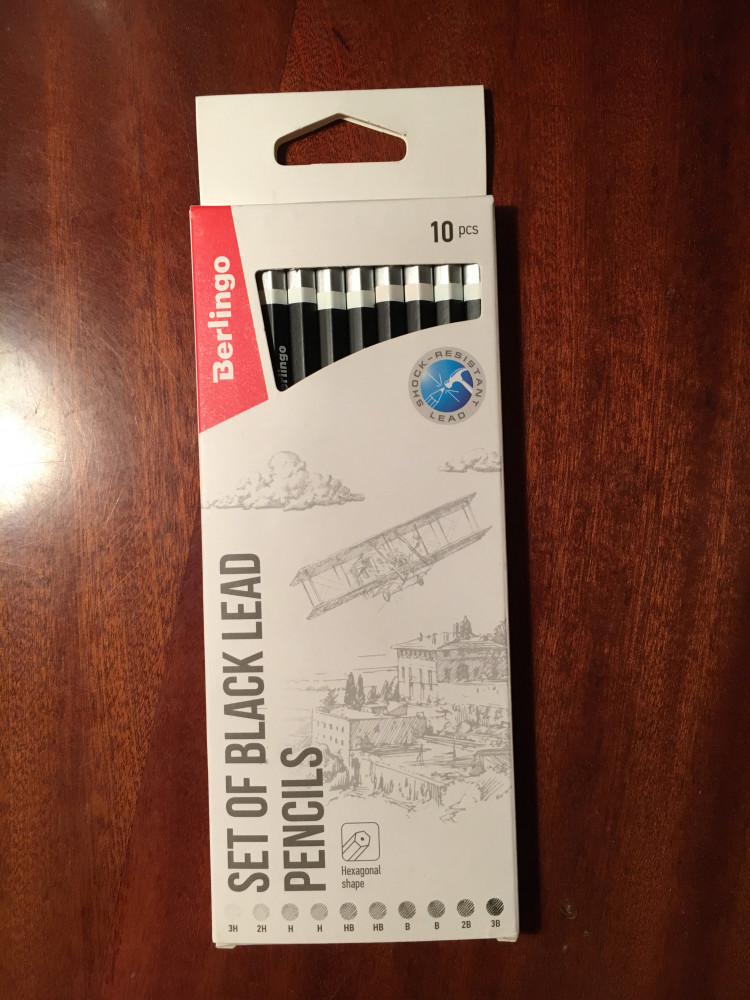 10 pcs
Berlingo
SHOCK-RESISTANT
LEAD
SET OF BLACK LEAD
PENCILS
Hexagonal
shape
3H 2H H H HB HB B B 2B 3B